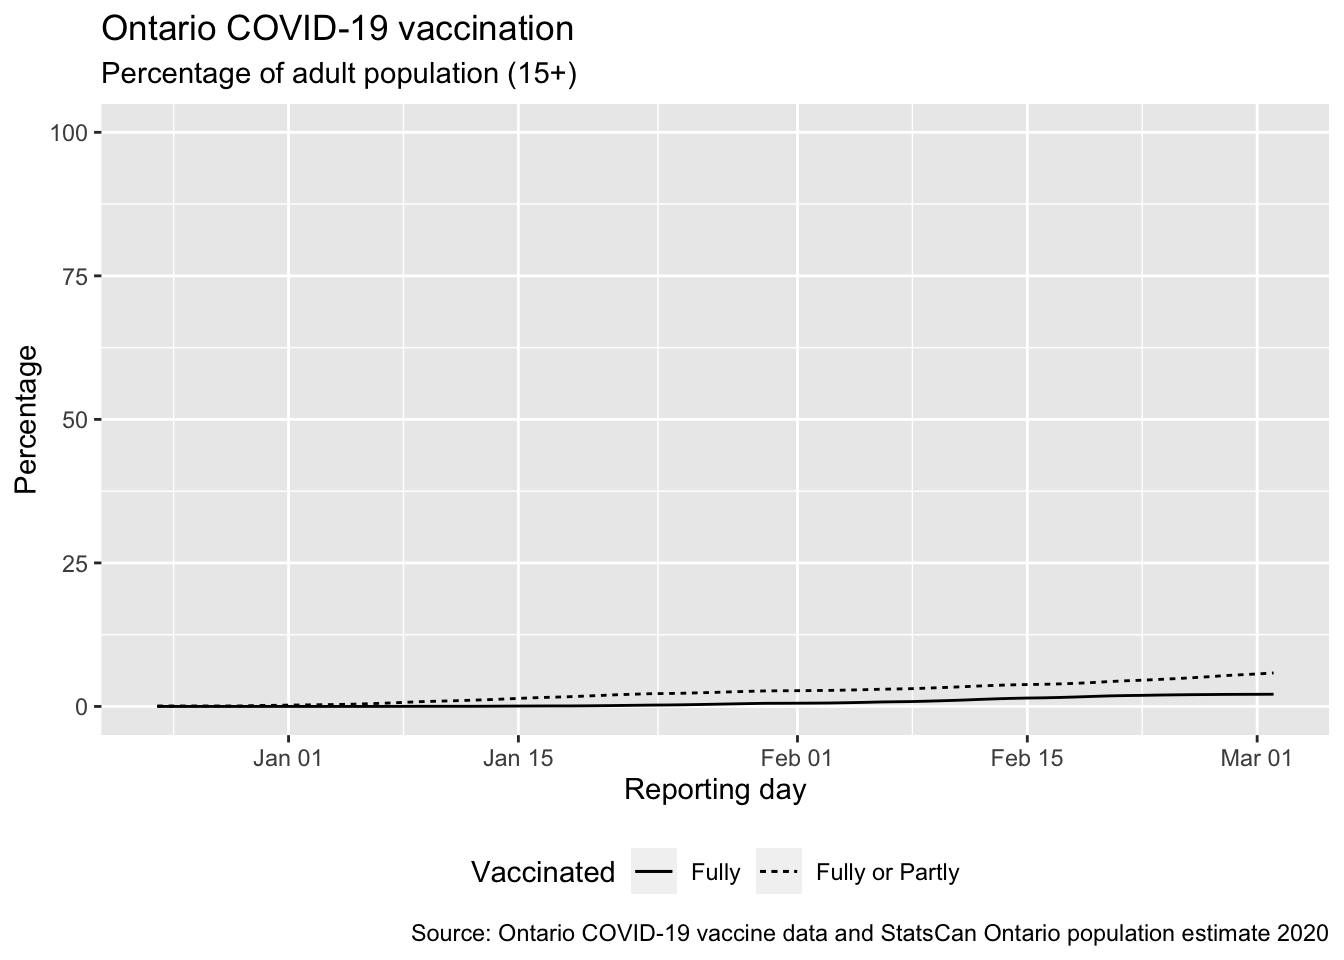 Ontario COVID-19 vaccination
Percentage of adult population (15+)
100
75
50
25
0
Percentage
Jan 01 Jan 15 Feb 01 Feb 15 Mar 01
Reporting day
Vaccinated Fully Fully or Partly
Source: Ontario COVID-19 vaccine data and StatsCan Ontario population estimate 2020